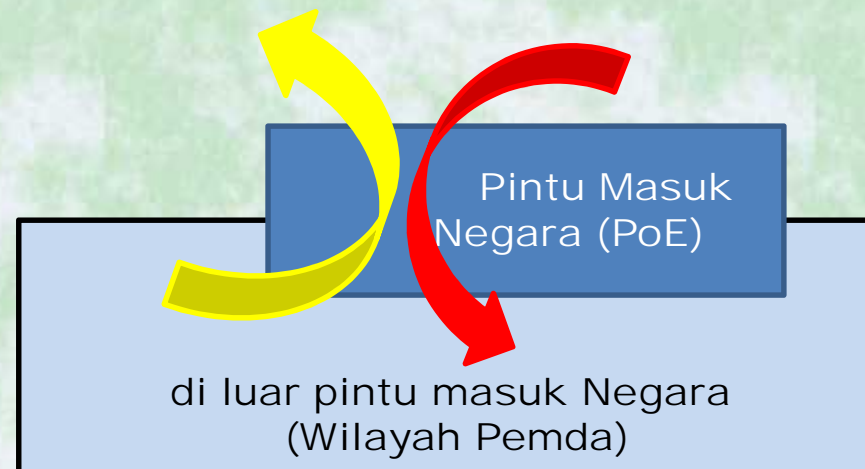 Pintu Masuk
Negara (PoE)
di luar pintu masuk Negara
(Wilayah Pemda)